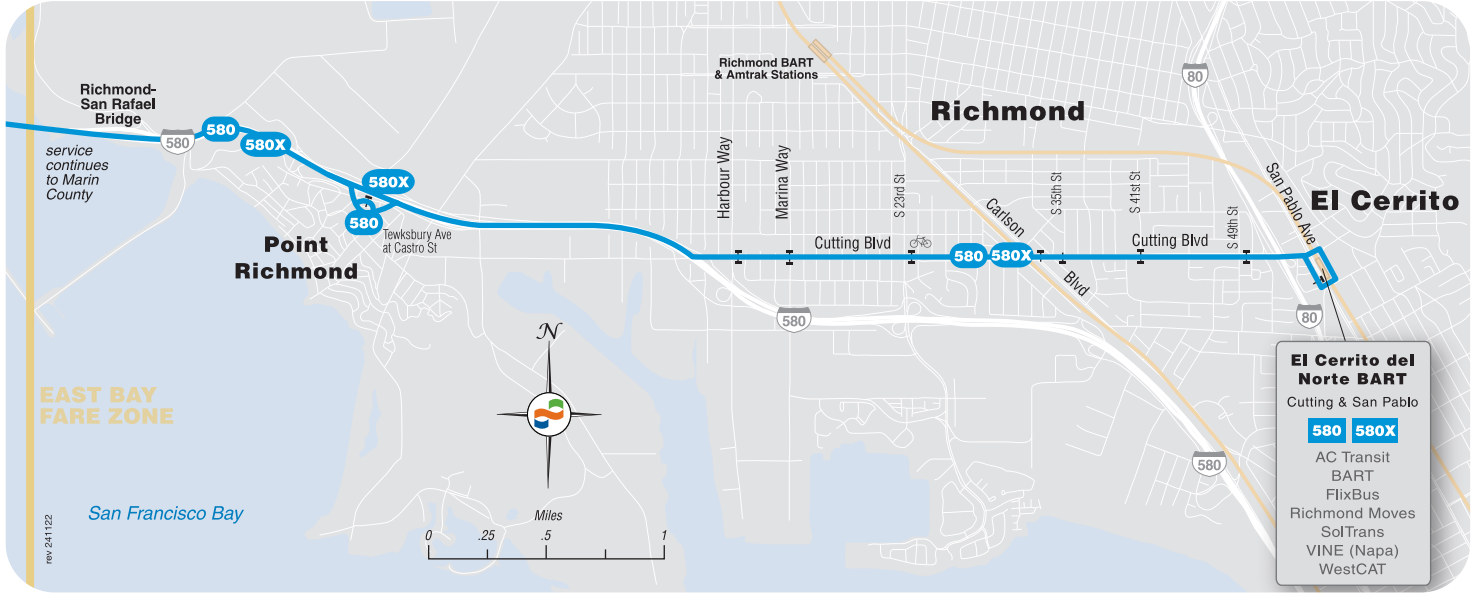 Richmond-
San Rafael
Bridge
580
580
580X
service
continues
to Marin
County
580X
580
Tewksbury Ave
at Castro St
Point
Richmond
Richmond BART
& Amtrak Stations
Richmond
80
El Cerrito
San Pablo Ave
Harbour Way
Marina Way
S 23rd St
Carlson
Blvd
S 35th St
S 41st St
S 49th St
Cutting Blvd
580
580X
Cutting Blvd
580
80
580
N
EAST BAY
FARE ZONE
San Francisco Bay
rev 241122
Miles
0 .25 .5 1
El Cerrito del
Norte BART
Cutting & San Pablo
580 580X
AC Transit
BART
FlixBus
Richmond Moves
SolTrans
VINE (Napa)
WestCAT